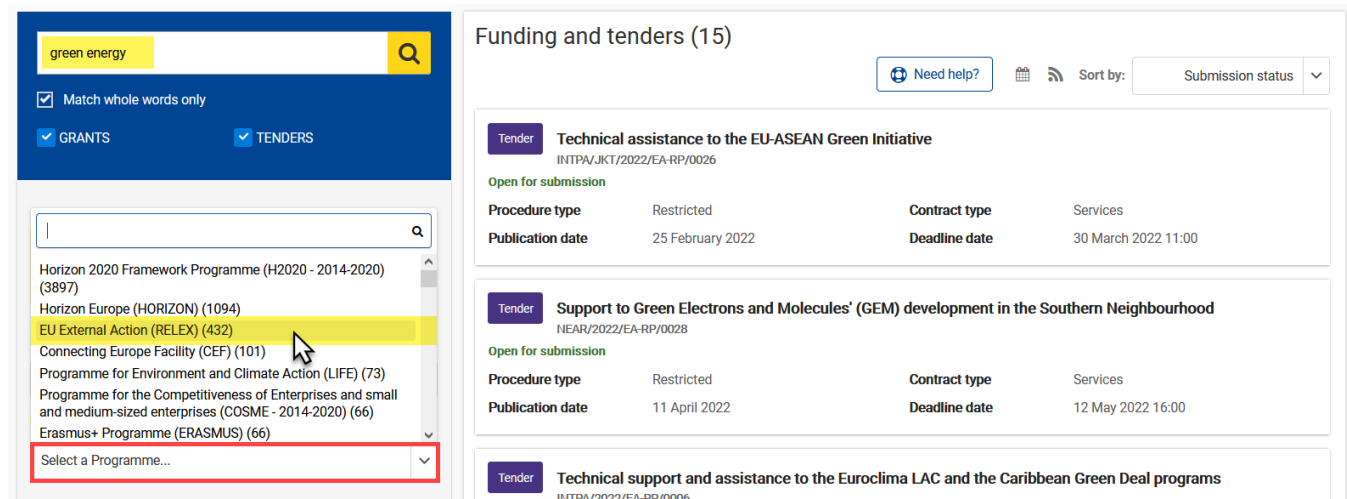 green energy
Match whole words only
GRANTS
TENDERS
Horizon 2020 Framework Programme (H2020 - 2014-2020)
(3897)
Horizon Europe (HORIZON) (1094)
EU External Action (RELEX) (432)
Connecting Europe Facility (CEF) (101)
Programme for Environment and Climate Action (LIFE) (73)
Programme for the Competitiveness of Enterprises and small
and medium-sized enterprises (COSME - 2014-2020) (66)
Erasmus+ Programme (ERASMUS) (66)
Select a Programme...
Funding and tenders (15)
Need help? Sort by: Submission status
Tender Technical assistance to the EU-ASEAN Green Initiative
INTPA/JKT/2022/EA-RP/0026
Open for submission
Procedure type Restricted Contract type Services
Publication date 25 February 2022 Deadline date 30 March 2022 11:00
Tender Support to Green Electrons and Molecules' (GEM) development in the Southern Neighbourhood
NEAR/2022/EA-RP/0028
Open for submission
Procedure type Restricted Contract type Services
Publication date 11 April 2022 Deadline date 12 May 2022 16:00
Tender Technical support and assistance to the Euroclima LAC and the Caribbean Green Deal programs
INTPA/2022/EA-RP/0006